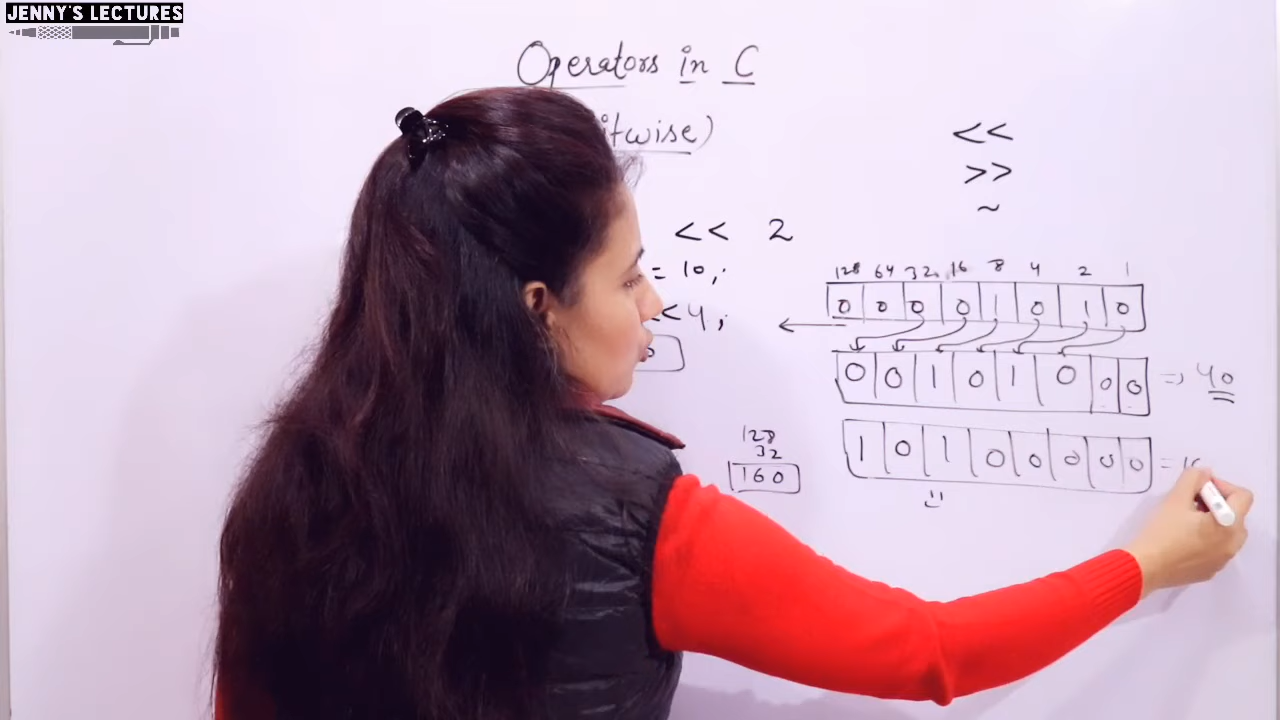 JENNY'S LECTURES
Operators in C
itwise)
<<
>>
~
<< 2
= 10;
<<4;
0
128 64 32 16 8 4 2 1
0 0 0 0 1 0 1 0
0 0 1 0 1 0 0 0 => 40
128
32
160
1 0 1 0 0 0 0 0 = 16